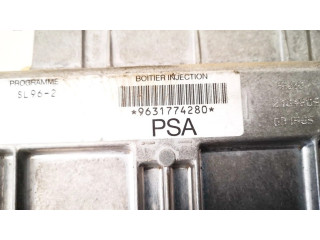 PROGRAMME
SL96-2
BOITIER INJECTION
*9631774280*
PSA